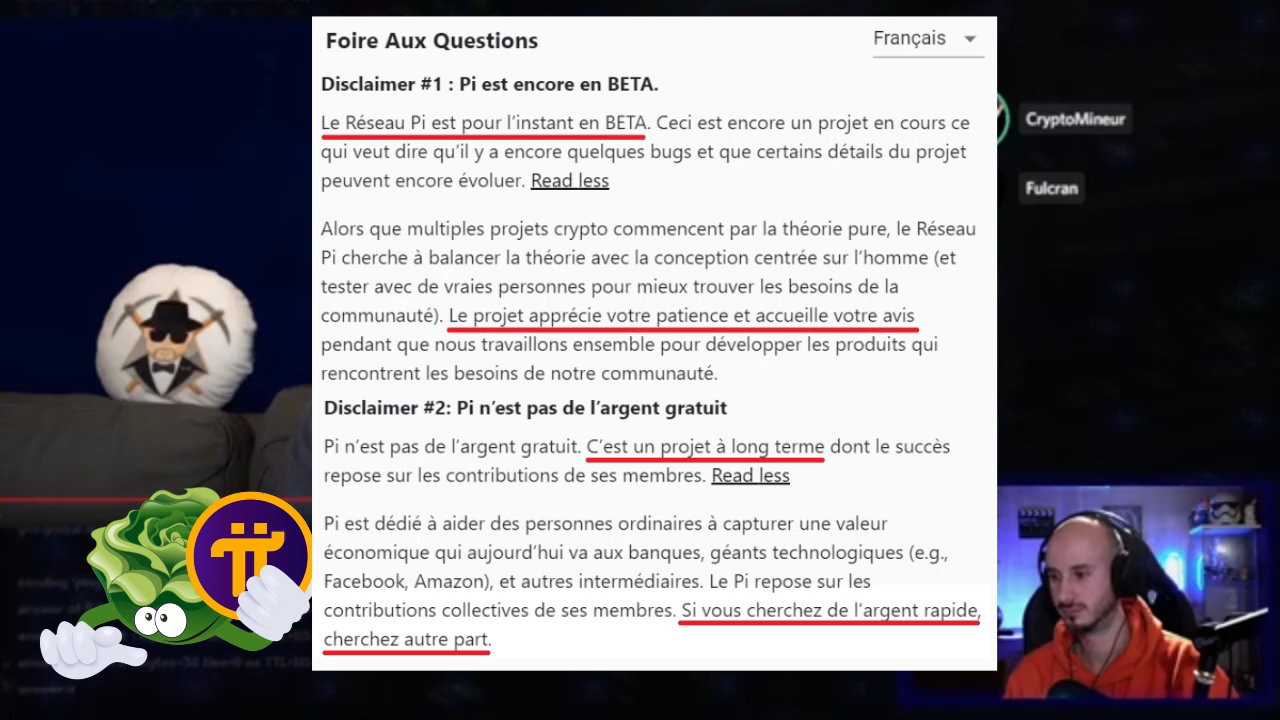 Foire Aux Questions
Français
Disclaimer #1 : Pi est encore en BETA.
Le Réseau Pi est pour l'instant en BETA. Ceci est encore un projet en cours ce
qui veut dire qu'il y a encore quelques bugs et que certains détails du projet
peuvent encore évoluer. Read less
Alors que multiples projets crypto commencent par la théorie pure, le Réseau
Pi cherche à balancer la théorie avec la conception centrée sur l'homme (et
tester avec de vraies personnes pour mieux trouver les besoins de la
communauté). Le projet apprécie votre patience et accueille votre avis
pendant que nous travaillons ensemble pour développer les produits qui
rencontrent les besoins de notre communauté.
Disclaimer #2: Pi n'est pas de l'argent gratuit
Pi n'est pas de l'argent gratuit. C'est un projet à long terme dont le succès
repose sur les contributions de ses membres. Read less
Pi est dédié à aider des personnes ordinaires à capturer une valeur
économique qui aujourd'hui va aux banques, géants technologiques (e.g.,
Facebook, Amazon), et autres intermédiaires. Le Pi repose sur les
contributions collectives de ses membres. Si vous cherchez de l'argent rapide,
cherchez autre part.
CryptoMineur
Fulcran